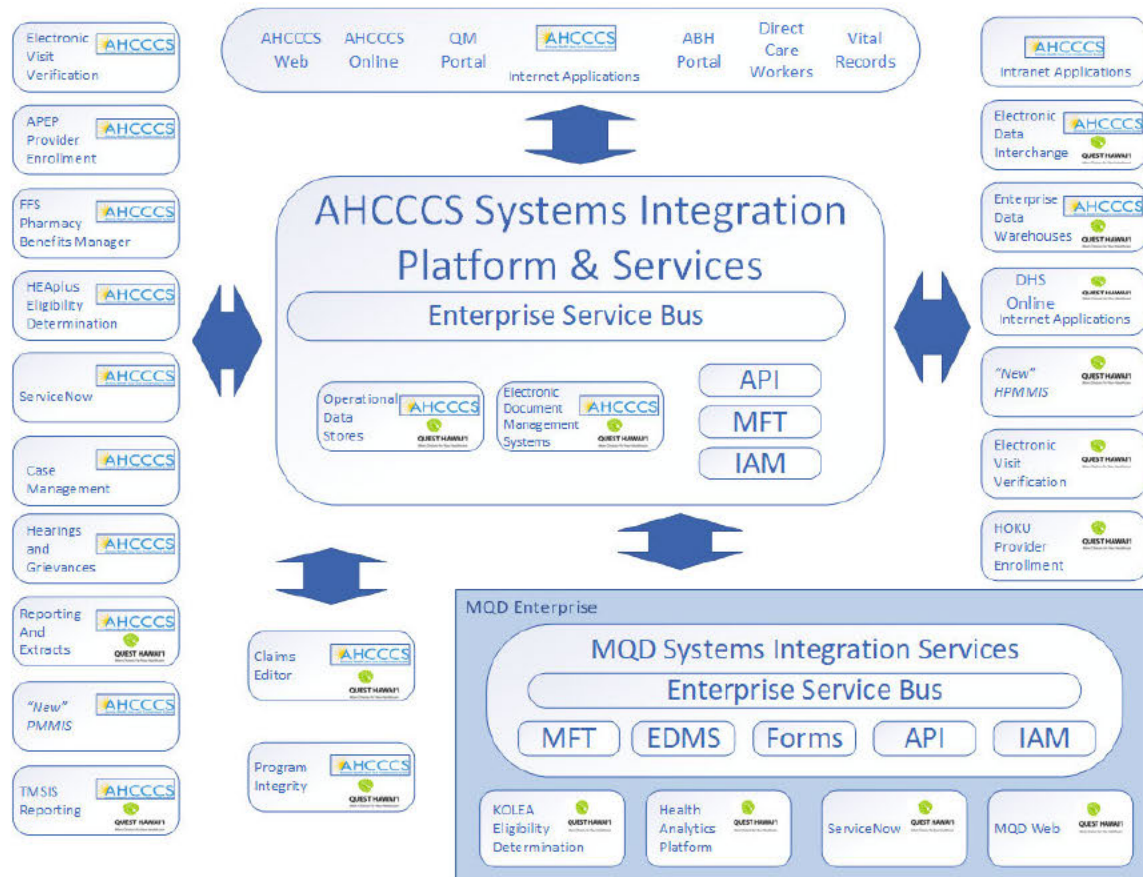 Electronic
Visit
Verification
AHCCCS
APEP
Provider
Enrollment
AHCCCS
FFS
Pharmacy
Benefits Manager
AHCCCS
HEAplus
Eligibility
Determination
AHCCCS
ServiceNow
AHCCCS
Case
Management
AHCCCS
Hearings
and
Grievances
AHCCCS
Reporting
And
Extracts
AHCCCS
QUEST HAWAI'I
"New"
PMMIS
AHCCCS
TMSIS
Reporting
AHCCCS
QUEST HAWAI'I
AHCCCS
Web
AHCCCS
Online
QM
Portal
AHCCCS
Internet Applications
ABH
Portal
Direct
Care
Workers
Vital
Records
AHCCCS Systems Integration
Platform & Services
Enterprise Service Bus
Operational
Data
Stores
AHCCCS
QUEST HAWAI'I
Electronic
Document
Management
Systems
AHCCCS
QUEST HAWAI'I
API
MFT
IAM
Claims
Editor
AHCCCS
QUEST HAWAI'I
Program
Integrity
AHCCCS
QUEST HAWAI'I
AHCCCS
Intranet Applications
Electronic
Data
Interchange
AHCCCS
QUEST HAWAI'I
Enterprise
Data
Warehouses
AHCCCS
QUEST HAWAI'I
DHS
Online
Internet Applications
QUEST HAWAI'I
"New"
HPMMIS
QUEST HAWAI'I
Electronic
Visit
Verification
QUEST HAWAI'I
HOKU
Provider
Enrollment
QUEST HAWAI'I
MQD Enterprise
MQD Systems Integration Services
Enterprise Service Bus
MFT
EDMS
Forms
API
IAM
KOLEA
Eligibility
Determination
QUEST HAWAI'I
Health
Analytics
Platform
QUEST HAWAI'I
ServiceNow
QUEST HAWAI'I
MQD Web
QUEST HAWAI'I